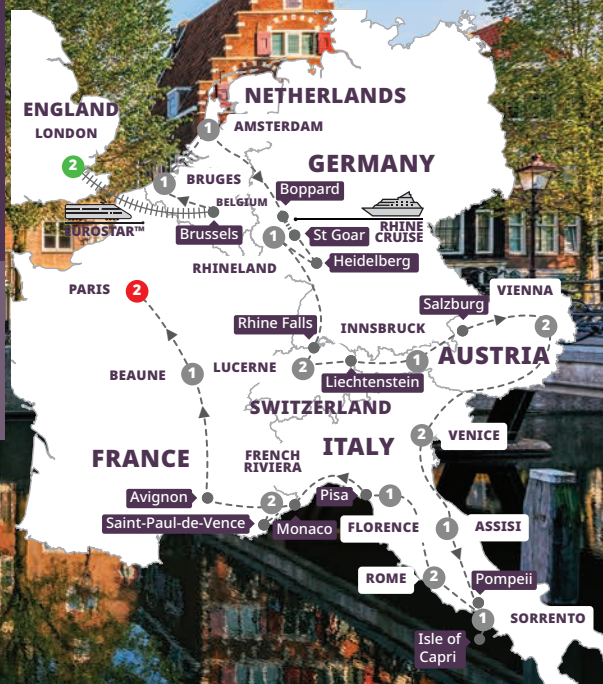 NETHERLANDS
ENGLAND
LONDON
1
AMSTERDAM
2
GERMANY
1
BRUGES
Boppard
BELGIUM
EUROSTAR™
Brussels
St Goar
RHINE
CRUISE
1
Heidelberg
RHINELAND
PARIS
2
VIENNA
Salzburg
Rhine Falls
INNSBRUCK
2
BEAUNE
1
LUCERNE
2
1
AUSTRIA
Liechtenstein
SWITZERLAND
2
VENICE
ITALY
FRANCE
FRENCH
RIVIERA
Avignon
2
Pisa
1
Saint-Paul-de-Vence
Monaco
FLORENCE
1
ASSISI
ROME
2
Pompeii
1
SORRENTO
Isle of
Capri